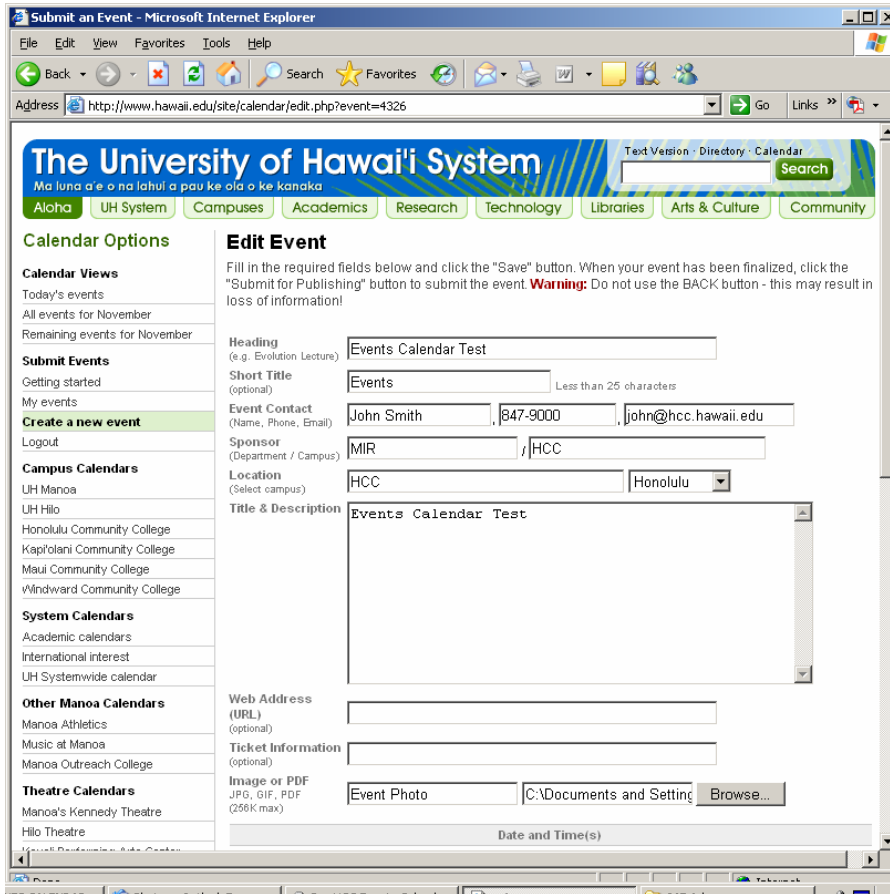 Submit an Event - Microsoft Internet Explorer
File Edit View Favorites Tools Help
Back Search Favorites
Address http://www.hawaii.edu/site/calendar/edit.php?event=4326 Go Links »
The University of Hawai'i System
Ma luna a'e o na lahui a pau ke ola o ke kanaka
Text Version · Directory · Calendar
Search
Aloha UH System Campuses Academics Research Technology Libraries Arts & Culture Community
Calendar Options
Calendar Views
Today's events
All events for November
Remaining events for November
Submit Events
Getting started
My events
Create a new event
Logout
Campus Calendars
UH Manoa
UH Hilo
Honolulu Community College
Kapi'olani Community College
Maui Community College
Windward Community College
System Calendars
Academic calendars
International interest
UH Systemwide calendar
Other Manoa Calendars
Manoa Athletics
Music at Manoa
Manoa Outreach College
Theatre Calendars
Manoa's Kennedy Theatre
Hilo Theatre
Edit Event
Fill in the required fields below and click the "Save" button. When your event has been finalized, click the
"Submit for Publishing" button to submit the event. Warning: Do not use the BACK button - this may result in
loss of information!
Heading
(e.g. Evolution Lecture)
Events Calendar Test
Short Title
(optional)
Events
Less than 25 characters
Event Contact
(Name, Phone, Email)
John Smith , 847-9000 , john@hcc.hawaii.edu
Sponsor
(Department / Campus)
MIR / HCC
Location
(Select campus)
HCC Honolulu
Title & Description
Events Calendar Test
Web Address
(URL)
(optional)
Ticket Information
(optional)
Image or PDF
JPG, GIF, PDF
(256K max)
Event Photo C:\Documents and Setting Browse...
Date and Time(s)